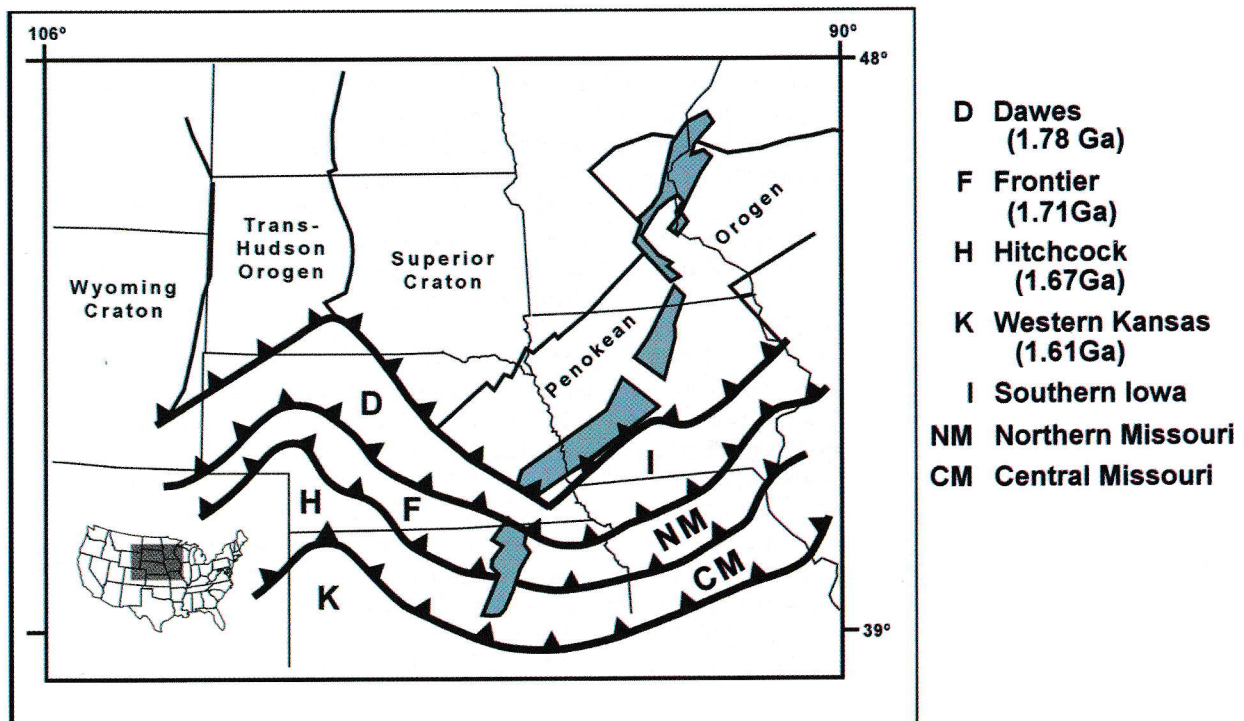 106°
90°
48°
Trans-
Hudson
Orogen
Superior
Craton
Wyoming
Craton
Orogen
Penokean
D
I
H
F
NM
K
CM
39°
D Dawes
(1.78 Ga)
F Frontier
(1.71Ga)
H Hitchcock
(1.67Ga)
K Western Kansas
(1.61Ga)
I Southern Iowa
NM Northern Missouri
CM Central Missouri